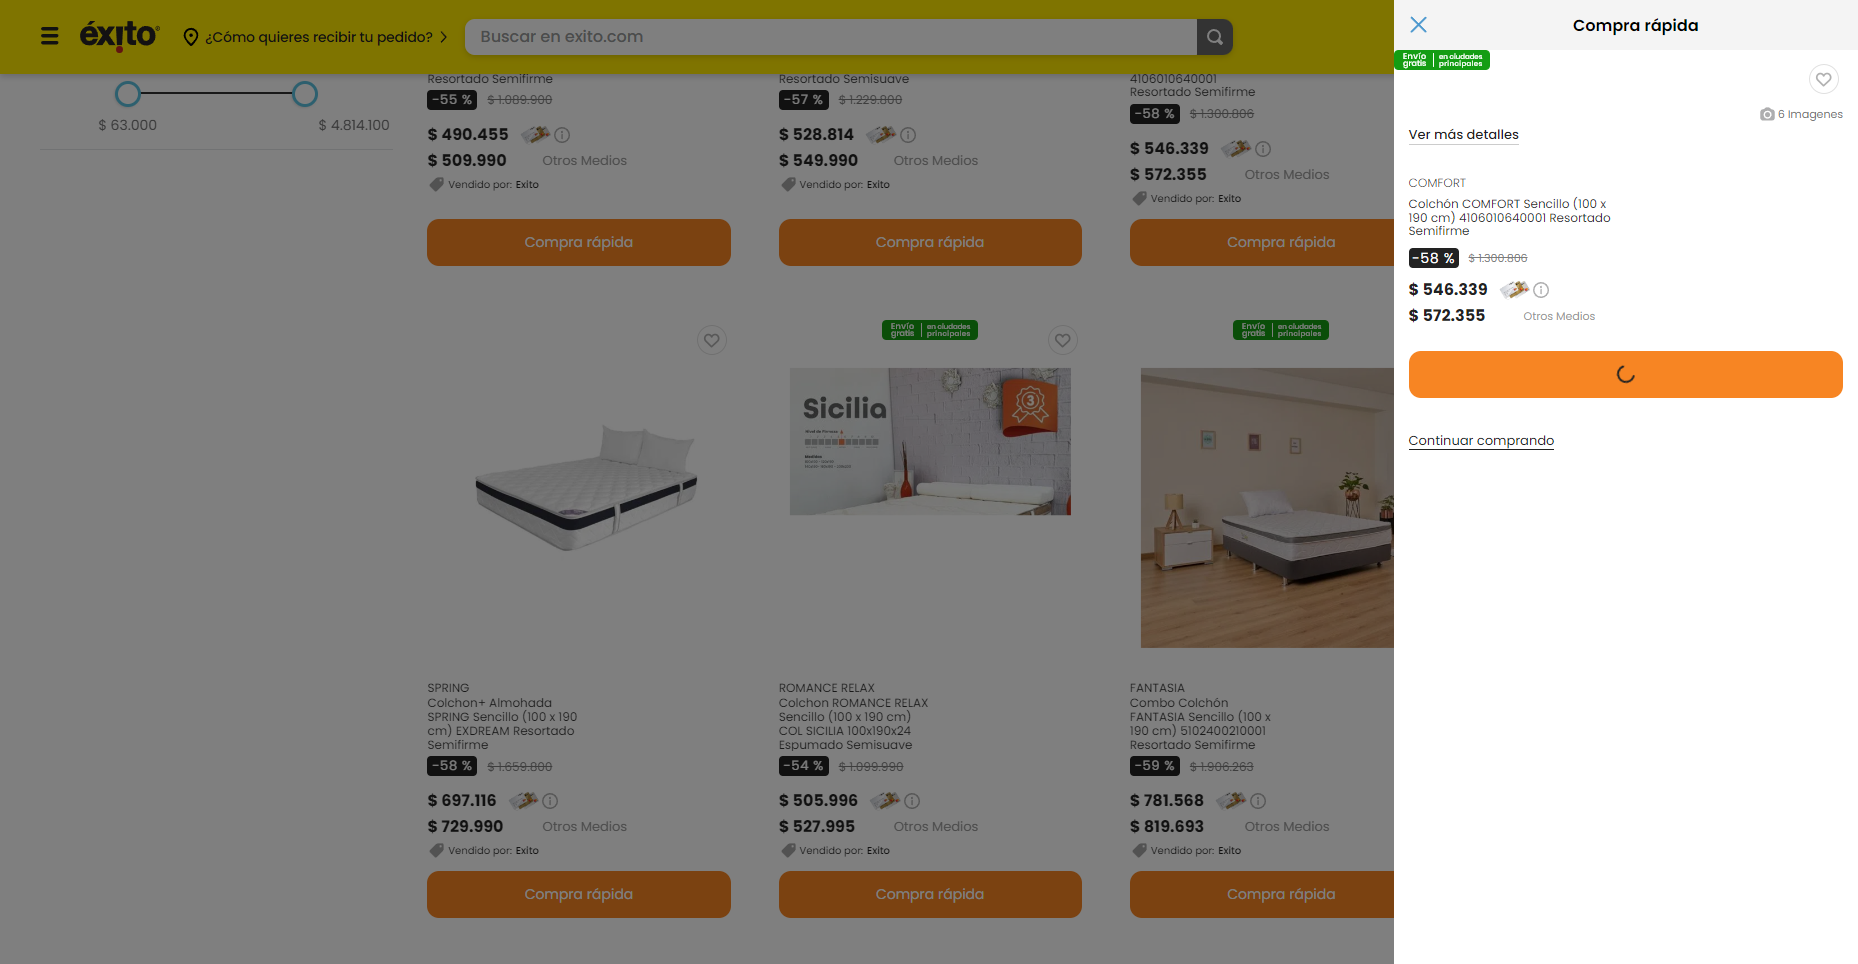 éxito
¿Cómo quieres recibir tu pedido?
Buscar en exito.com
$ 63.000
$ 4.814.100
Resortado Semifirme
-55 % $ 1.089.900
$ 490.455
$ 509.990 Otros Medios
Vendido por: Exito
Compra rápida
Resortado Semisuave
-57 % $ 1.229.800
$ 528.814
$ 549.990 Otros Medios
Vendido por: Exito
Compra rápida
4106010640001
Resortado Semifirme
-58 % $ 1.300.806
$ 546.339
$ 572.355 Otros Medios
Vendido por: Exito
Compra rápida
SPRING
Colchon+ Almohada
SPRING Sencillo (100 x 190
cm) EXDREAM Resortado
Semifirme
-58 % $ 1.659.800
$ 697.116
$ 729.990 Otros Medios
Vendido por: Exito
Compra rápida
Envío gratis en ciudades principales
Sicilia
3
Nivel de Firmeza
Medidas
ROMANCE RELAX
Colchon ROMANCE RELAX
Sencillo (100 x 190 cm)
COL SICILIA 100x190x24
Espumado Semisuave
-54 % $ 1.099.990
$ 505.996
$ 527.995 Otros Medios
Vendido por: Exito
Compra rápida
Envío gratis en ciudades principales
FANTASIA
Combo Colchón
FANTASIA Sencillo (100 x
190 cm) 5102400210001
Resortado Semifirme
-59 % $ 1.906.263
$ 781.568
$ 819.693 Otros Medios
Vendido por: Exito
Compra rápida
Compra rápida
Envío gratis en ciudades principales
6 Imagenes
Ver más detalles
COMFORT
Colchón COMFORT Sencillo (100 x
190 cm) 4106010640001 Resortado
Semifirme
-58 % $ 1.300.806
$ 546.339
$ 572.355 Otros Medios
Continuar comprando